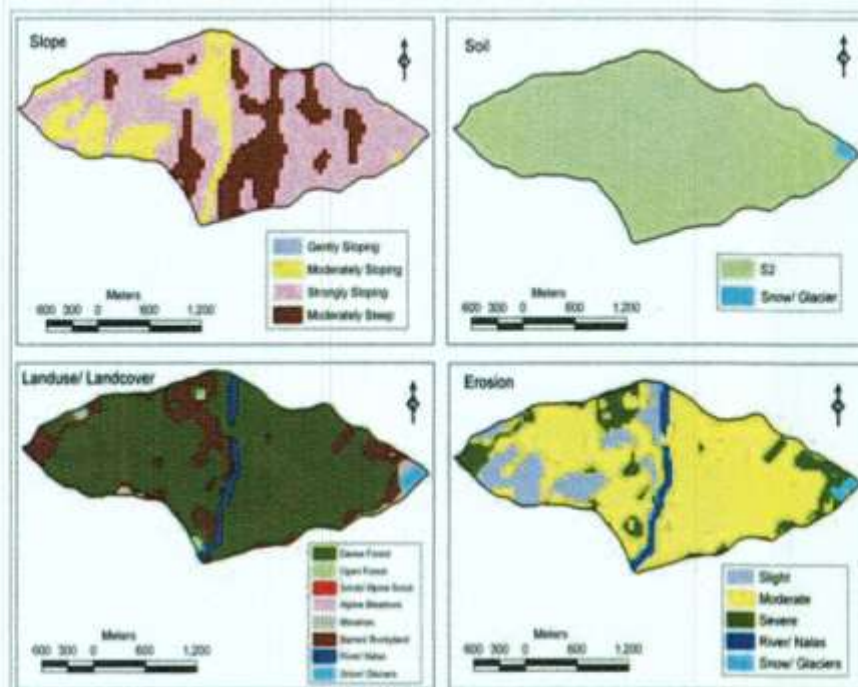 Slope
Gently Sloping
Moderately Sloping
Strongly Sloping
Moderately Steep
Meters
600 300 0 600 1,200
Soil
S2
Snow/ Glacier
Meters
600 300 0 600 1,200
Landuse/ Landcover
Dense Forest
Open Forest
Alpine Meadows
Barren/ Rockyland
River/ Nalas
Snow/ Glaciers
Meters
600 300 0 600 1,200
Erosion
Slight
Moderate
Severe
River/ Nalas
Snow/ Glaciers
Meters
600 300 0 600 1,200